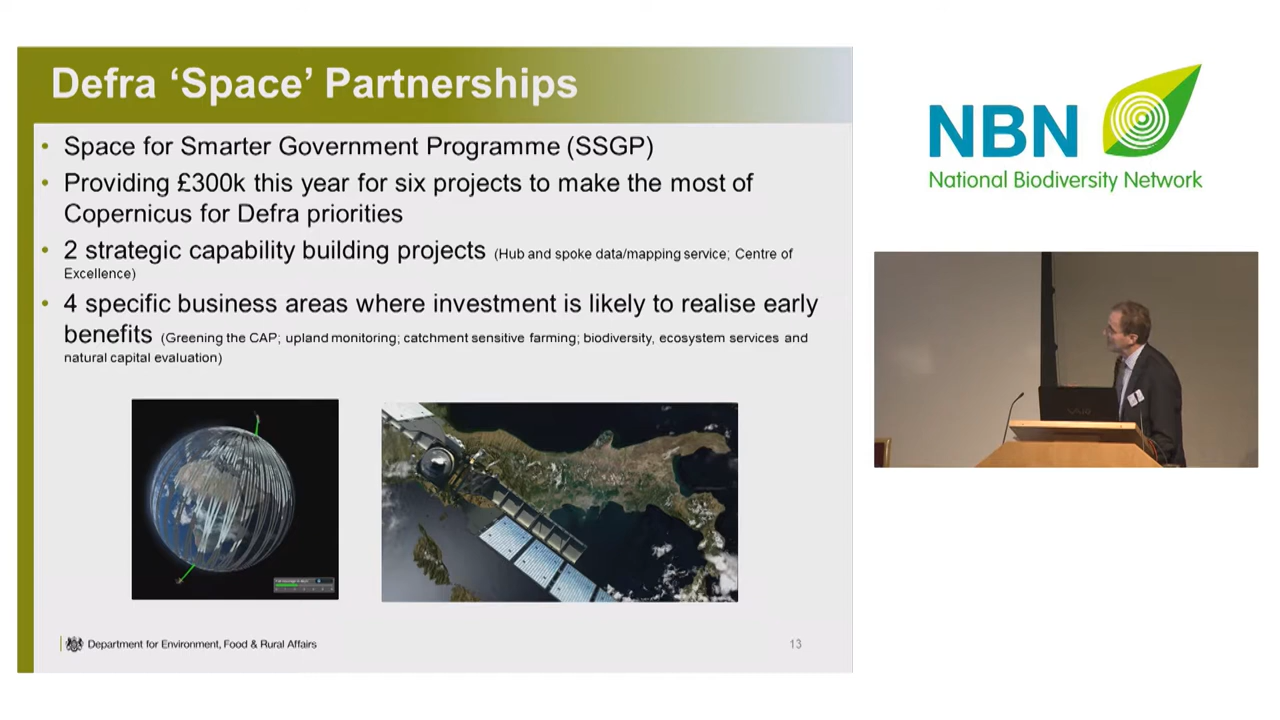 Defra ‘Space’ Partnerships
• Space for Smarter Government Programme (SSGP)
• Providing £300k this year for six projects to make the most of
Copernicus for Defra priorities
• 2 strategic capability building projects (Hub and spoke data/mapping service; Centre of
Excellence)
• 4 specific business areas where investment is likely to realise early
benefits (Greening the CAP; upland monitoring; catchment sensitive farming; biodiversity, ecosystem services and
natural capital evaluation)
Department for Environment, Food & Rural Affairs
13
NBN
National Biodiversity Network
VAIO